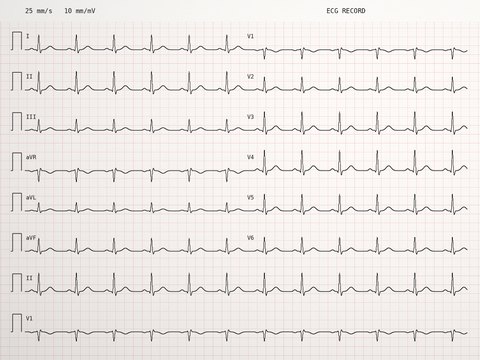 25 mm/s 10 mm/mV ECG RECORD
I V1
II V2
III V3
aVR V4
aVL V5
aVF V6
II
V1